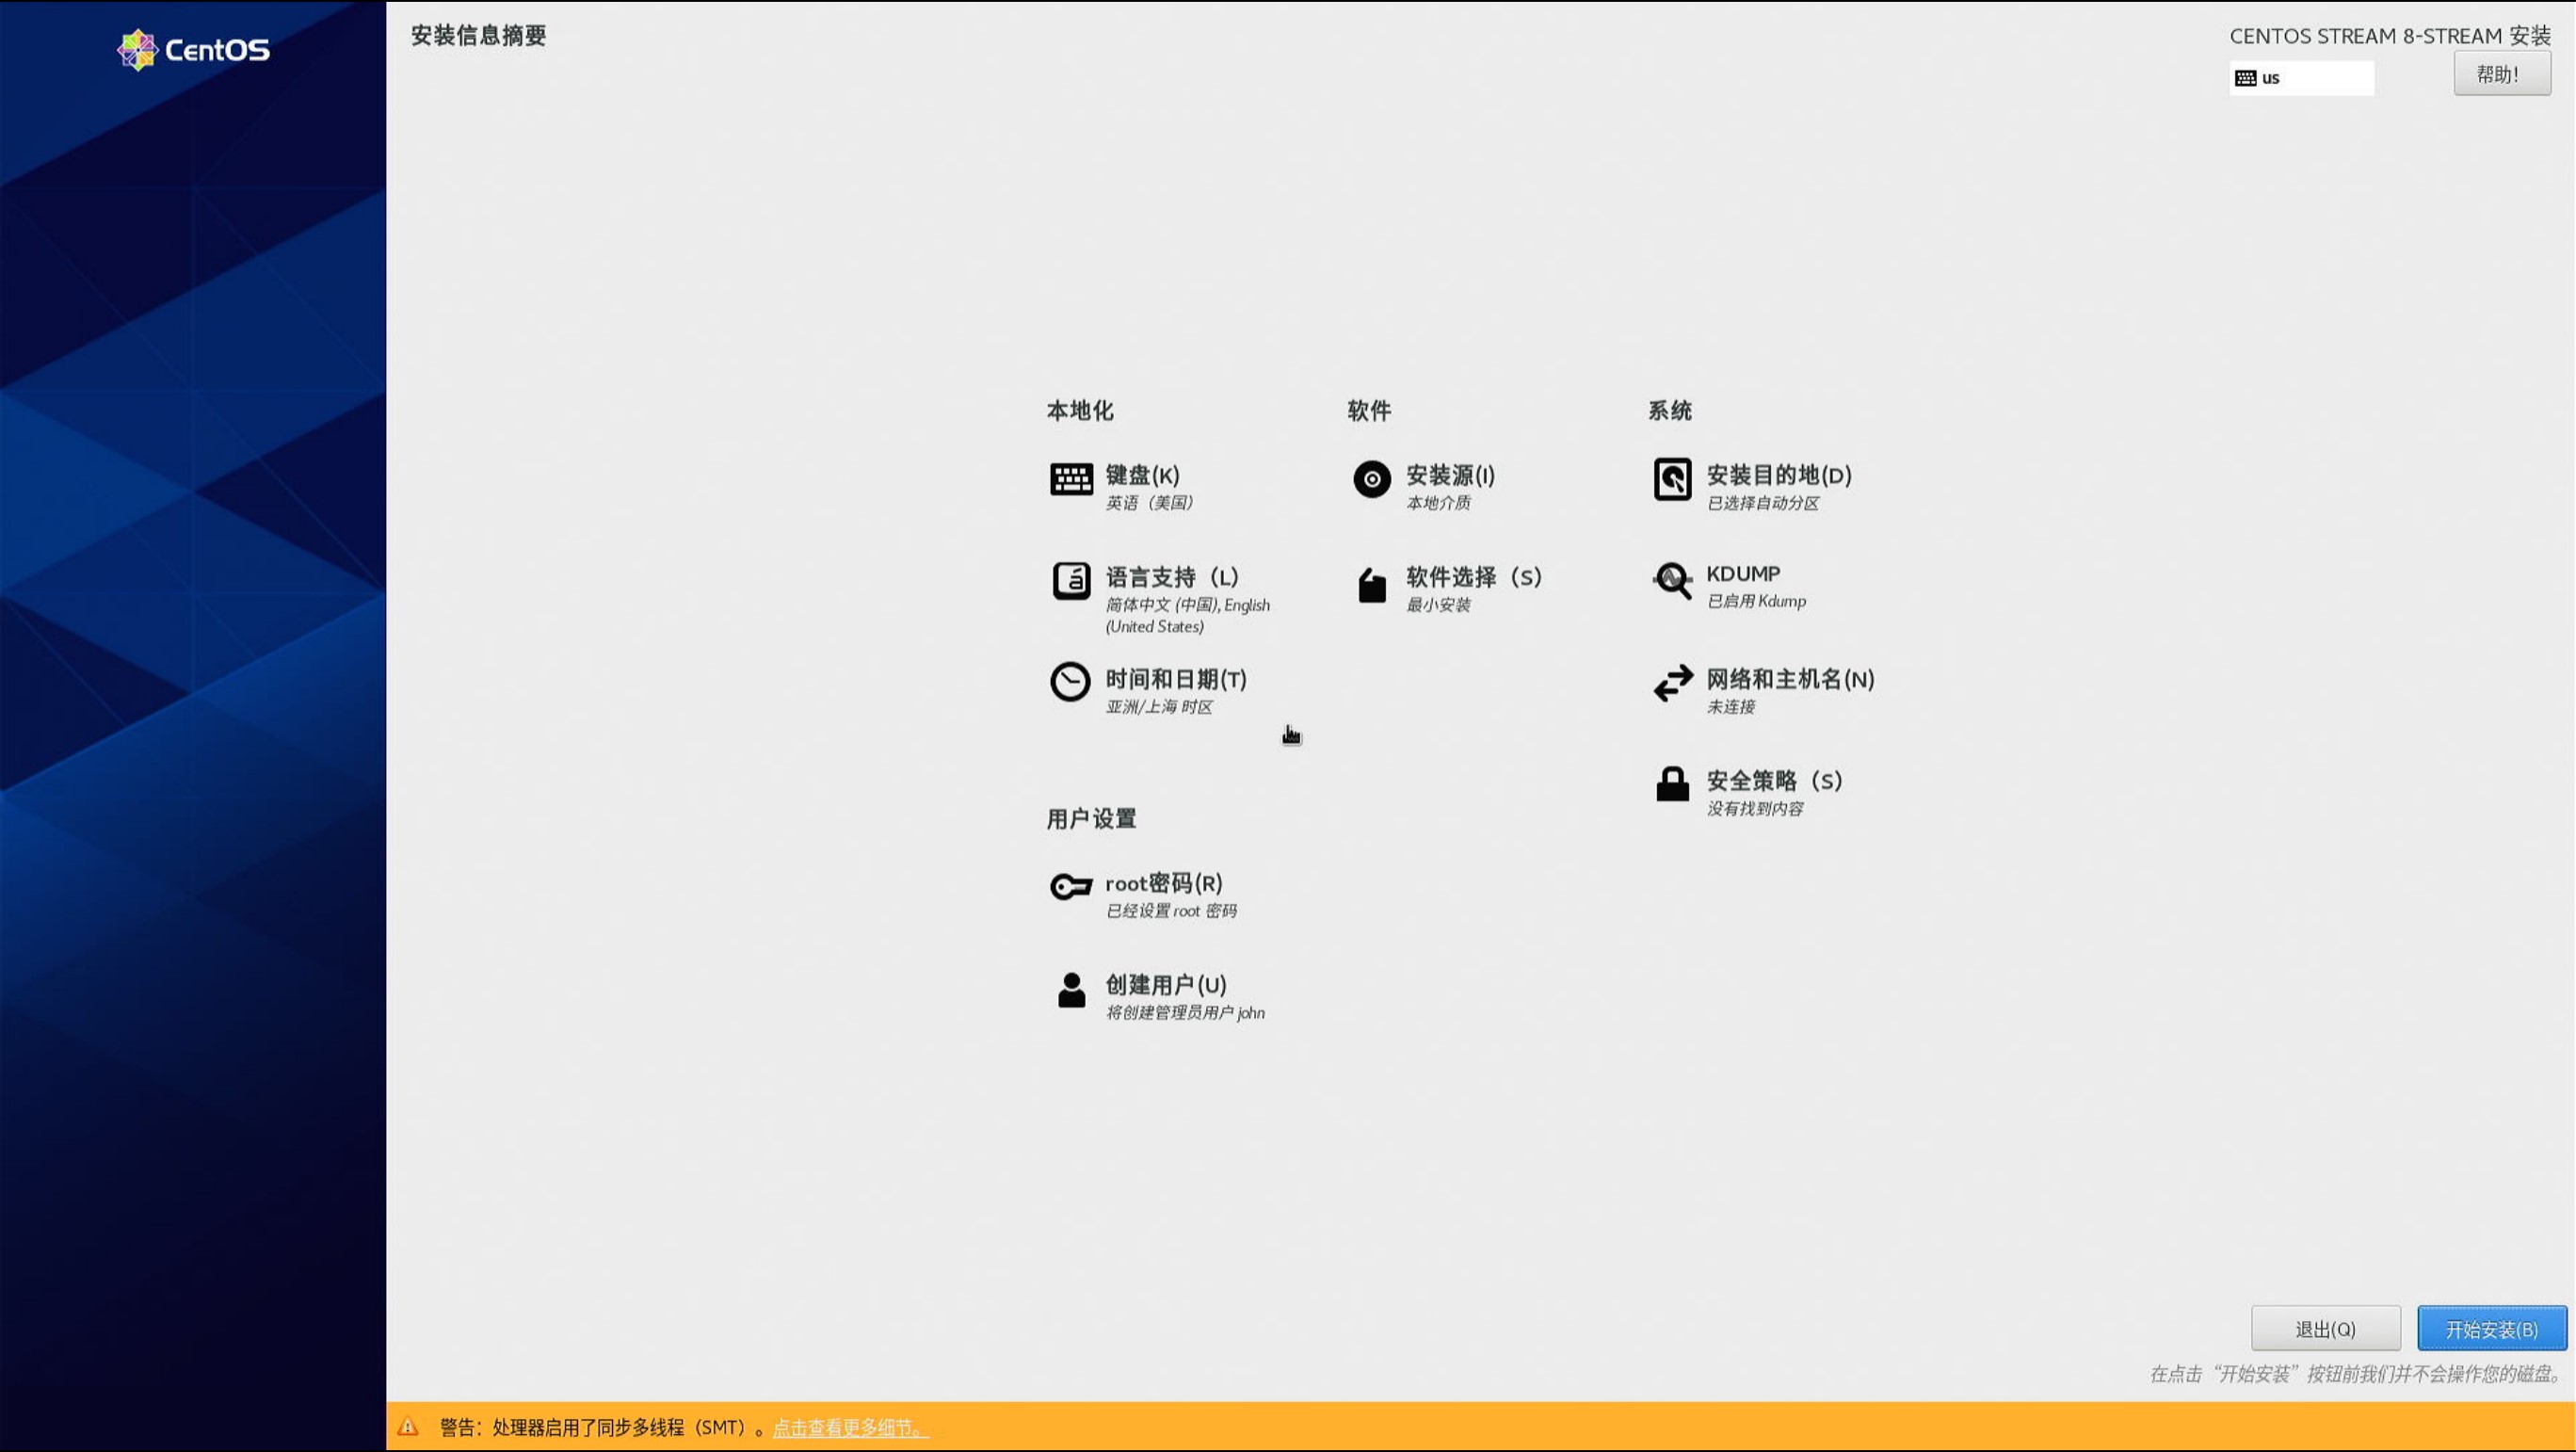 CentOS
安装信息摘要
CENTOS STREAM 8-STREAM 安装
us
帮助！
本地化
键盘(K)
英语（美国）
语言支持（L）
简体中文 (中国), English
(United States)
时间和日期(T)
亚洲/上海 时区
软件
安装源(I)
本地介质
软件选择（S）
最小安装
系统
安装目的地(D)
已选择自动分区
KDUMP
已启用 Kdump
网络和主机名(N)
未连接
安全策略（S）
没有找到内容
用户设置
root密码(R)
已经设置 root 密码
创建用户(U)
将创建管理员用户 john
退出(Q)
开始安装(B)
在点击“开始安装”按钮前我们并不会操作您的磁盘。
警告：处理器启用了同步多线程（SMT）。点击查看更多细节。